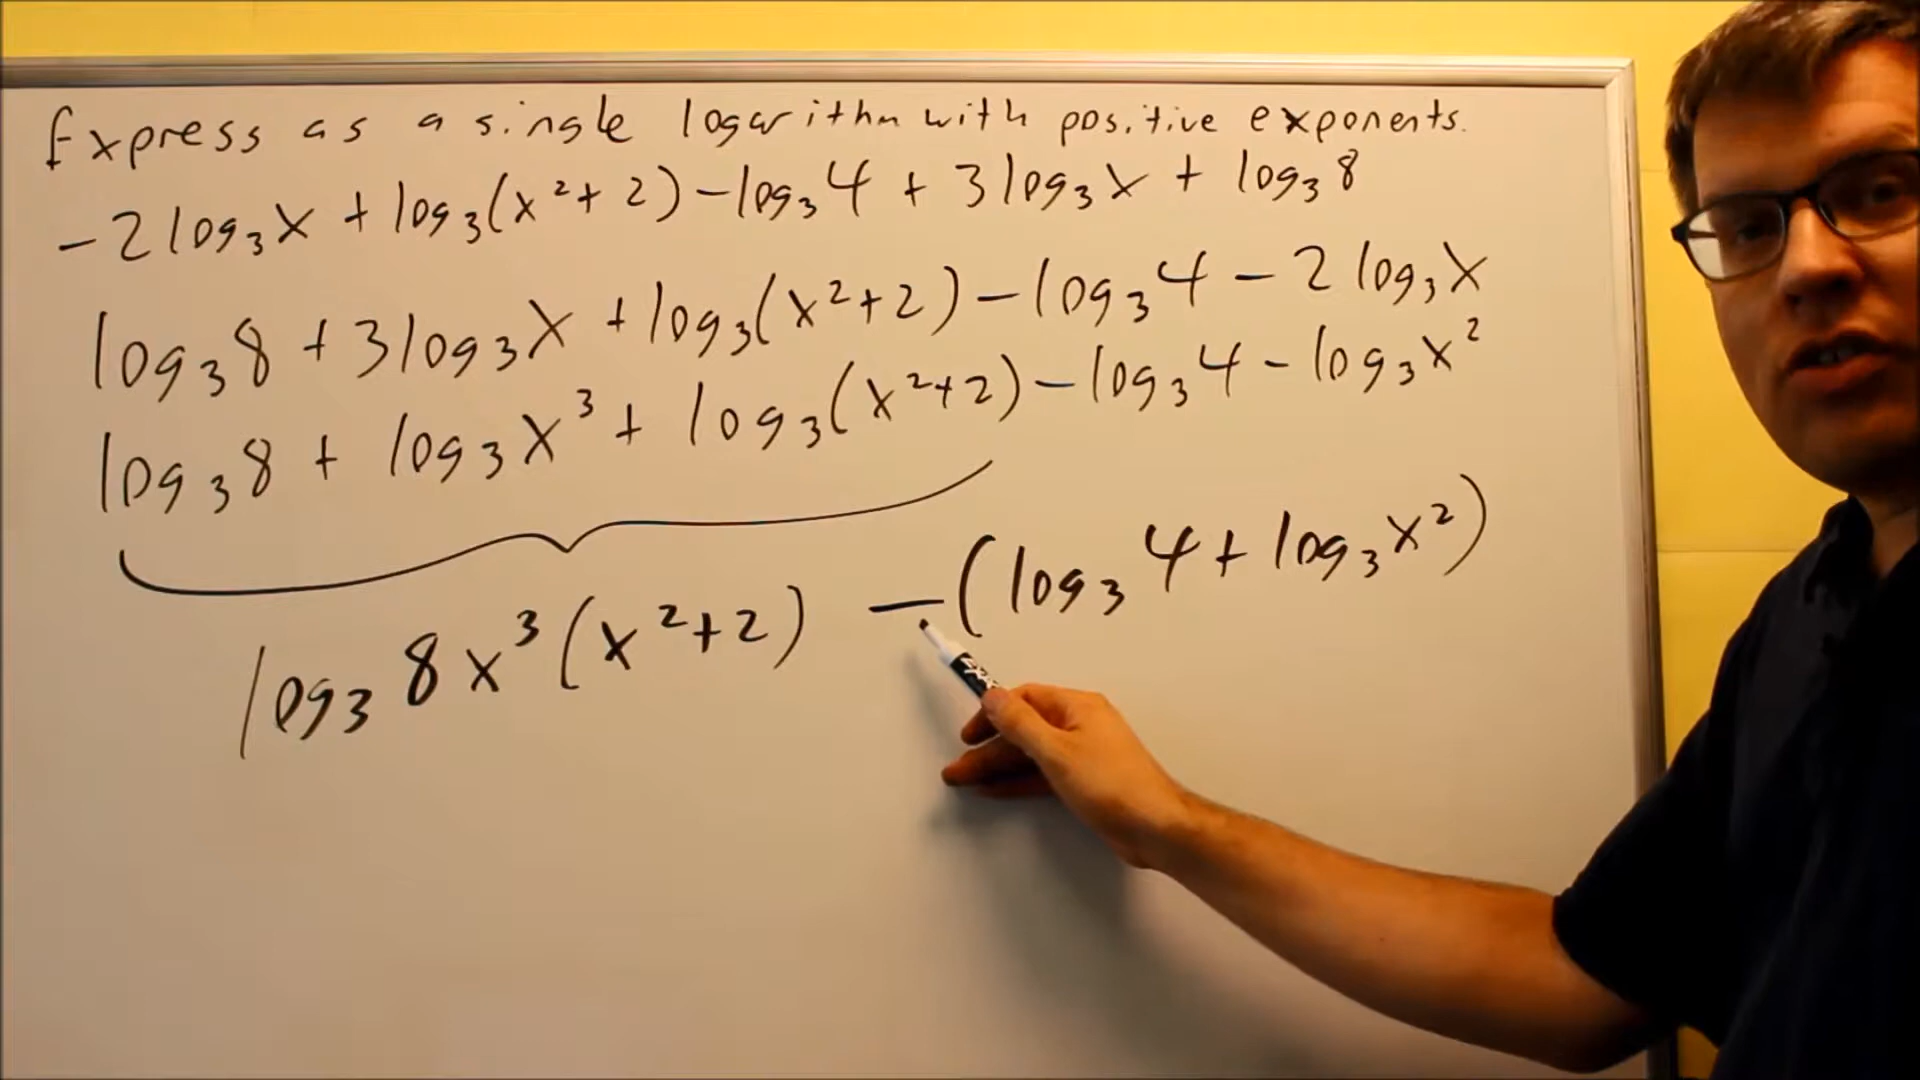 Express as a single logarithm with positive exponents.
-2log₃x + log₃(x²+2) - log₃4 + 3log₃x + log₃8
log₃8 + 3log₃x + log₃(x²+2) - log₃4 - 2log₃x
log₃8 + log₃x³ + log₃(x²+2) - log₃4 - log₃x²
log₃8x³(x²+2) - (log₃4 + log₃x²)